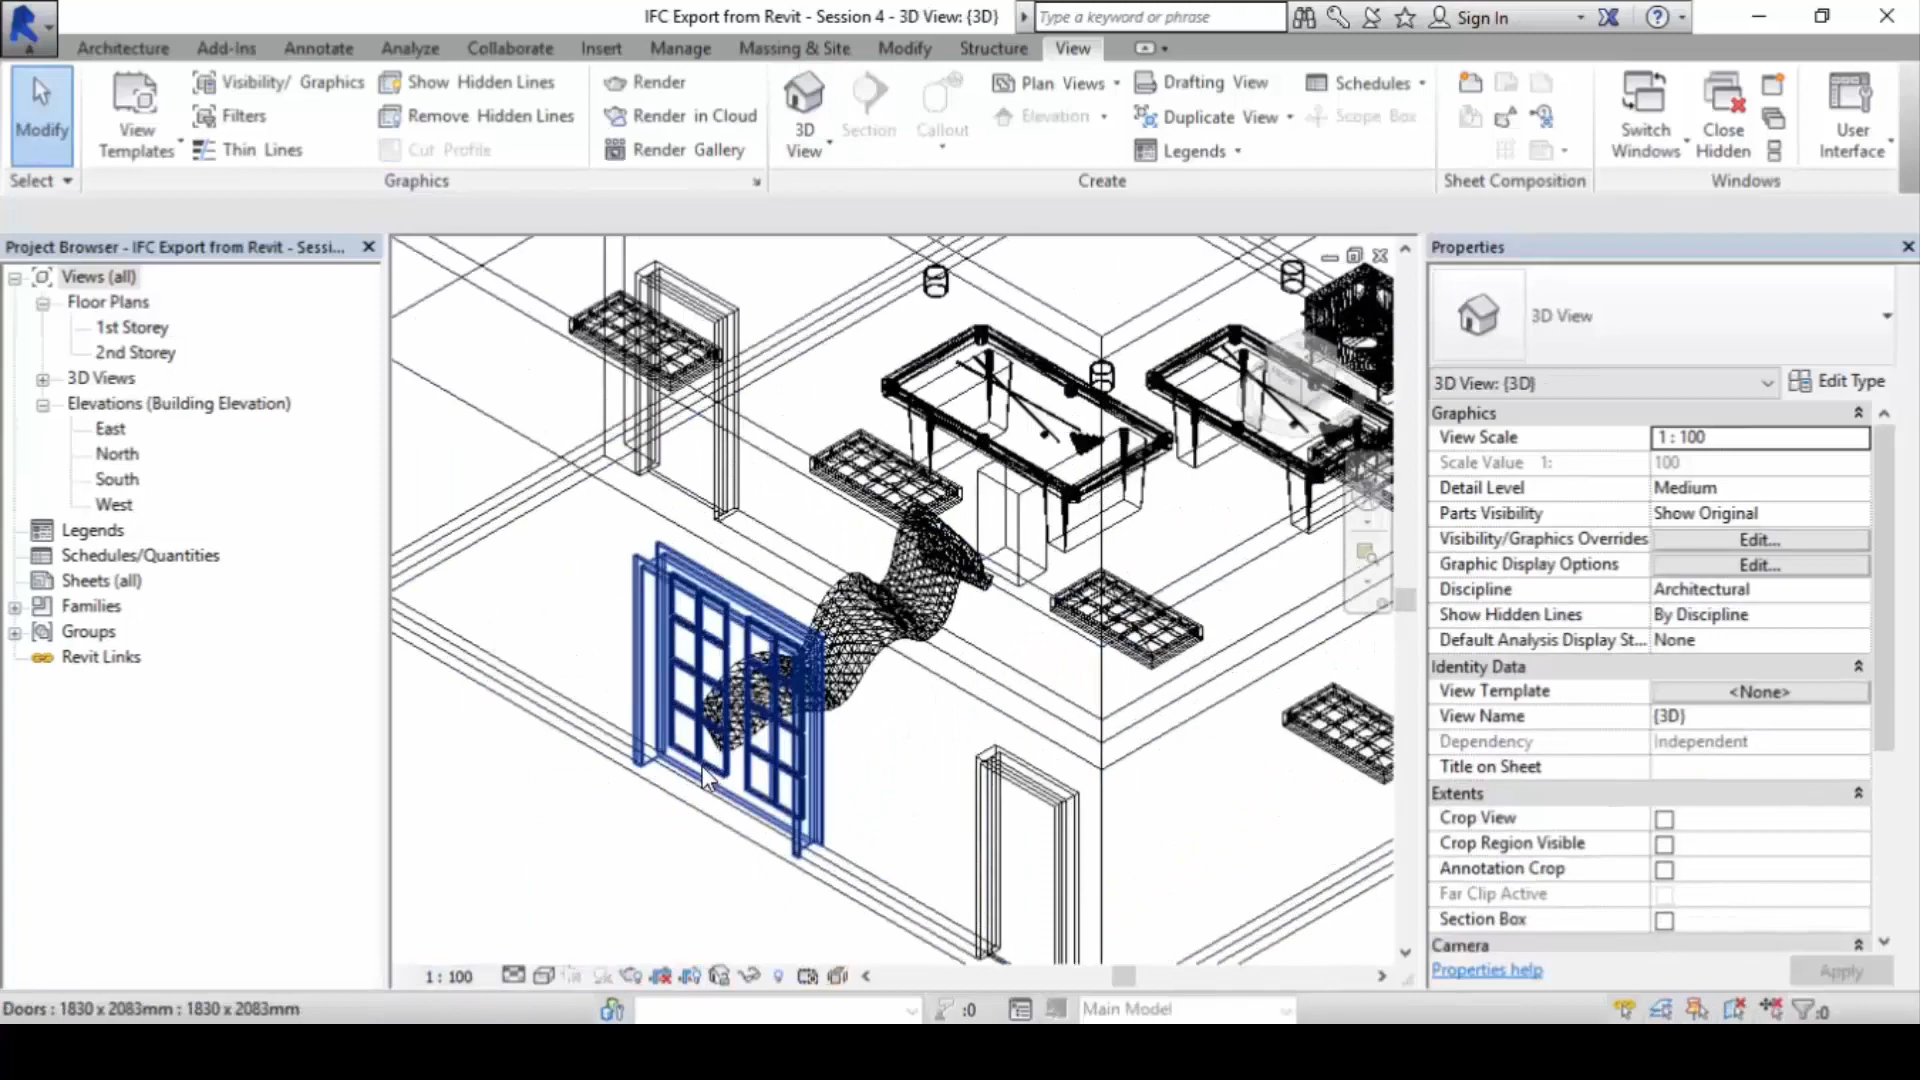 IFC Export from Revit - Session 4 - 3D View: {3D}
Type a keyword or phrase
Sign In
Architecture Add-Ins Annotate Analyze Collaborate Insert Manage Massing & Site Modify Structure View
Modify
View Templates
Visibility/ Graphics
Filters
Thin Lines
Show Hidden Lines
Remove Hidden Lines
Cut Profile
Render
Render in Cloud
Render Gallery
3D View
Section
Callout
Plan Views
Elevation
Drafting View
Duplicate View
Legends
Schedules
Scope Box
Switch Windows
Close Hidden
User Interface
Select
Graphics
Create
Sheet Composition
Windows
Project Browser - IFC Export from Revit - Sessi...
Views (all)
Floor Plans
1st Storey
2nd Storey
3D Views
Elevations (Building Elevation)
East
North
South
West
Legends
Schedules/Quantities
Sheets (all)
Families
Groups
Revit Links
Properties
3D View
3D View: {3D}
Edit Type
Graphics
View Scale 1 : 100
Scale Value 1: 100
Detail Level Medium
Parts Visibility Show Original
Visibility/Graphics Overrides Edit...
Graphic Display Options Edit...
Discipline Architectural
Show Hidden Lines By Discipline
Default Analysis Display St... None
Identity Data
View Template <None>
View Name {3D}
Dependency Independent
Title on Sheet
Extents
Crop View
Crop Region Visible
Annotation Crop
Far Clip Active
Section Box
Camera
Properties help
Apply
1 : 100
Doors : 1830 x 2083mm : 1830 x 2083mm
:0
Main Model
:0